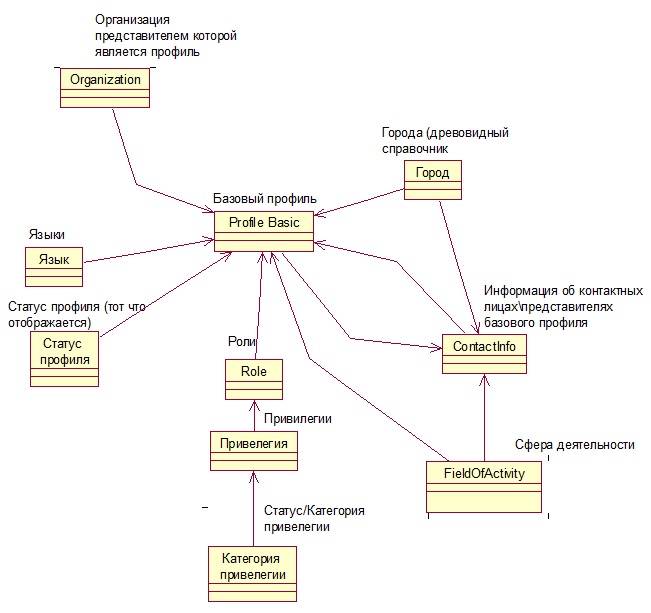 Организация
представителем которой
является профиль
Organization
Города (древовидный
справочник
Город
Базовый профиль
Profile Basic
Языки
Язык
Статус профиля (тот что
отображается)
Статус
профиля
Информация об контактных
лицах\представителях
базового профиля
ContactInfo
Роли
Role
Привилегии
Привелегия
Сфера деятельности
FieldOfActivity
Статус/Категория
привелегии
Категория
привелегии